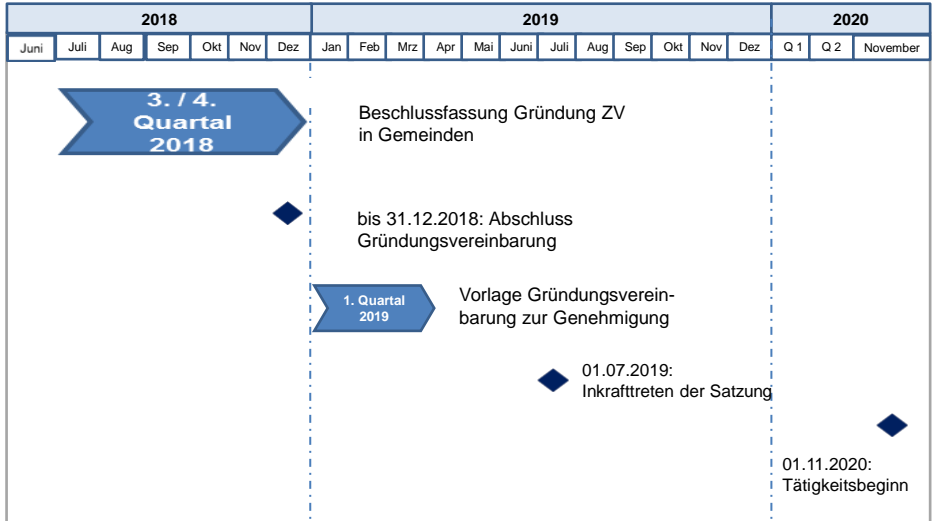 2018 2019 2020
Juni Juli Aug Sep Okt Nov Dez Jan Feb Mrz Apr Mai Juni Juli Aug Sep Okt Nov Dez Q 1 Q 2 November
3. / 4.
Quartal
2018
Beschlussfassung Gründung ZV
in Gemeinden
bis 31.12.2018: Abschluss
Gründungsvereinbarung
1. Quartal
2019
Vorlage Gründungsverein-
barung zur Genehmigung
01.07.2019:
Inkrafttreten der Satzung
01.11.2020:
Tätigkeitsbeginn